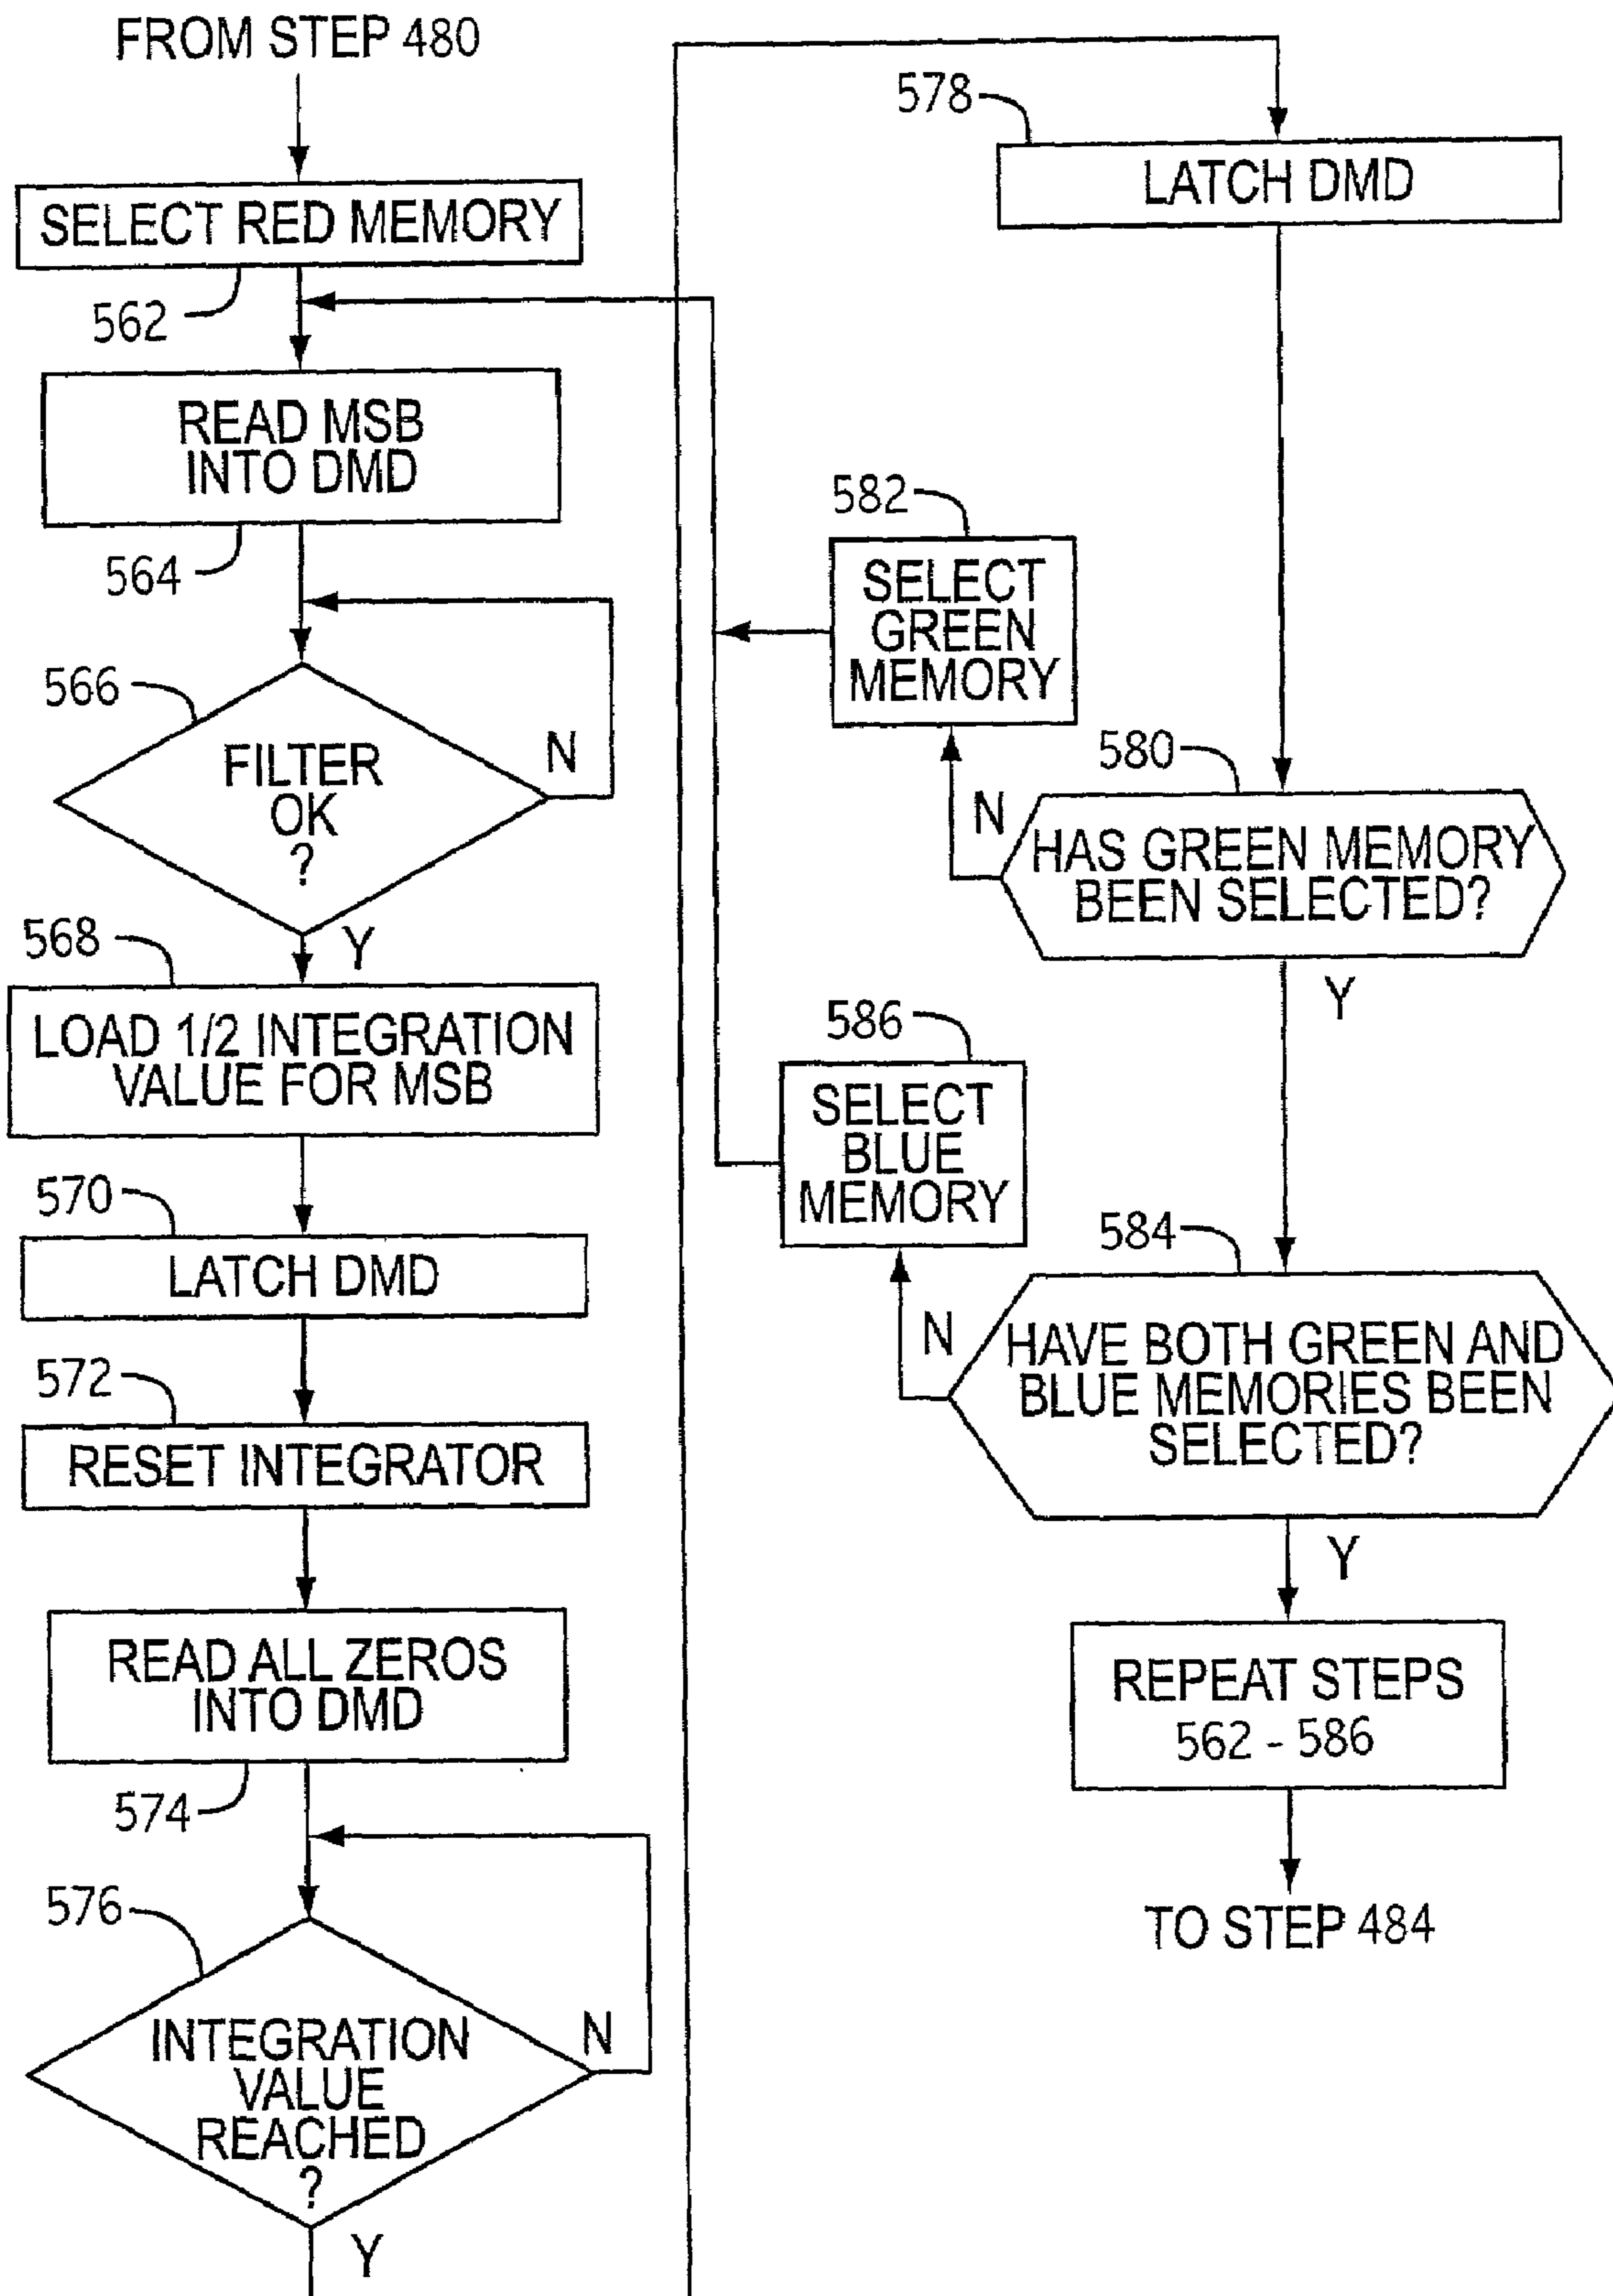 FROM STEP 480
SELECT RED MEMORY
562
READ MSB
INTO DMD
564
566
FILTER
OK
?
N
Y
568
LOAD 1/2 INTEGRATION
VALUE FOR MSB
570
LATCH DMD
572
RESET INTEGRATOR
READ ALL ZEROS
INTO DMD
574
576
INTEGRATION
VALUE
REACHED
?
N
Y
578
LATCH DMD
582
SELECT
GREEN
MEMORY
580
N
HAS GREEN MEMORY
BEEN SELECTED?
Y
586
SELECT
BLUE
MEMORY
584
N
HAVE BOTH GREEN AND
BLUE MEMORIES BEEN
SELECTED?
Y
REPEAT STEPS
562 - 586
TO STEP 484